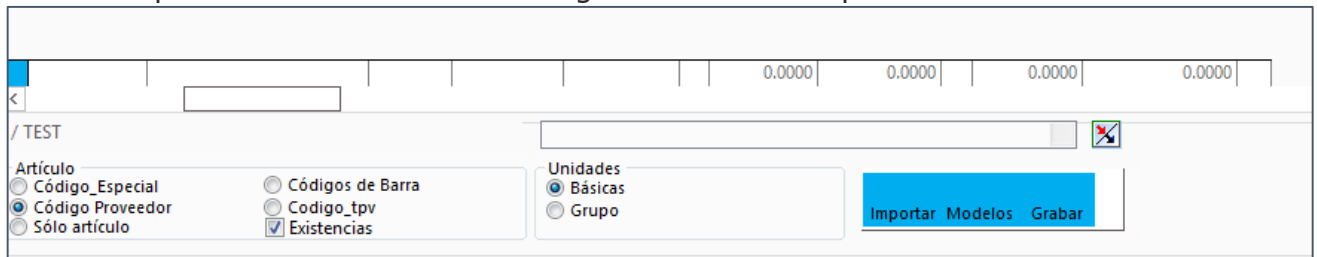 0.0000 0.0000 0.0000 0.0000
/ TEST
Artículo
Código_Especial Códigos de Barra
Código Proveedor Codigo_tpv
Sólo artículo Existencias
Unidades
Básicas
Grupo
Importar Modelos Grabar